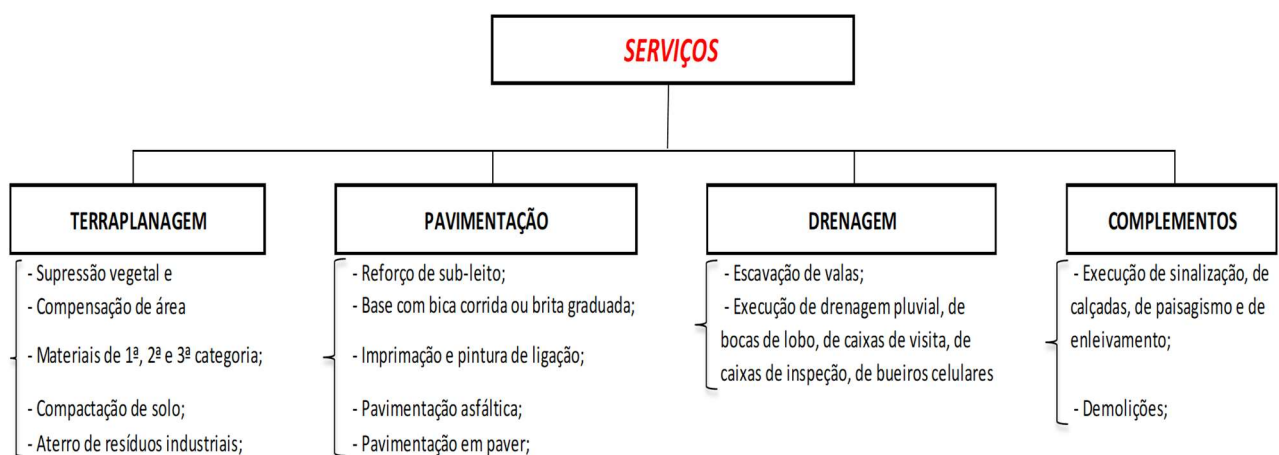 SERVIÇOS
TERRAPLANAGEM
- Supressão vegetal e
- Compensação de área
- Materiais de 1ª, 2ª e 3ª categoria;
- Compactação de solo;
- Aterro de resíduos industriais;
PAVIMENTAÇÃO
- Reforço de sub-leito;
- Base com bica corrida ou brita graduada;
- Imprimação e pintura de ligação;
- Pavimentação asfáltica;
- Pavimentação em paver;
DRENAGEM
- Escavação de valas;
- Execução de drenagem pluvial, de
bocas de lobo, de caixas de visita, de
caixas de inspeção, de bueiros celulares
COMPLEMENTOS
- Execução de sinalização, de
calçadas, de paisagismo e de
enleivamento;
- Demolições;